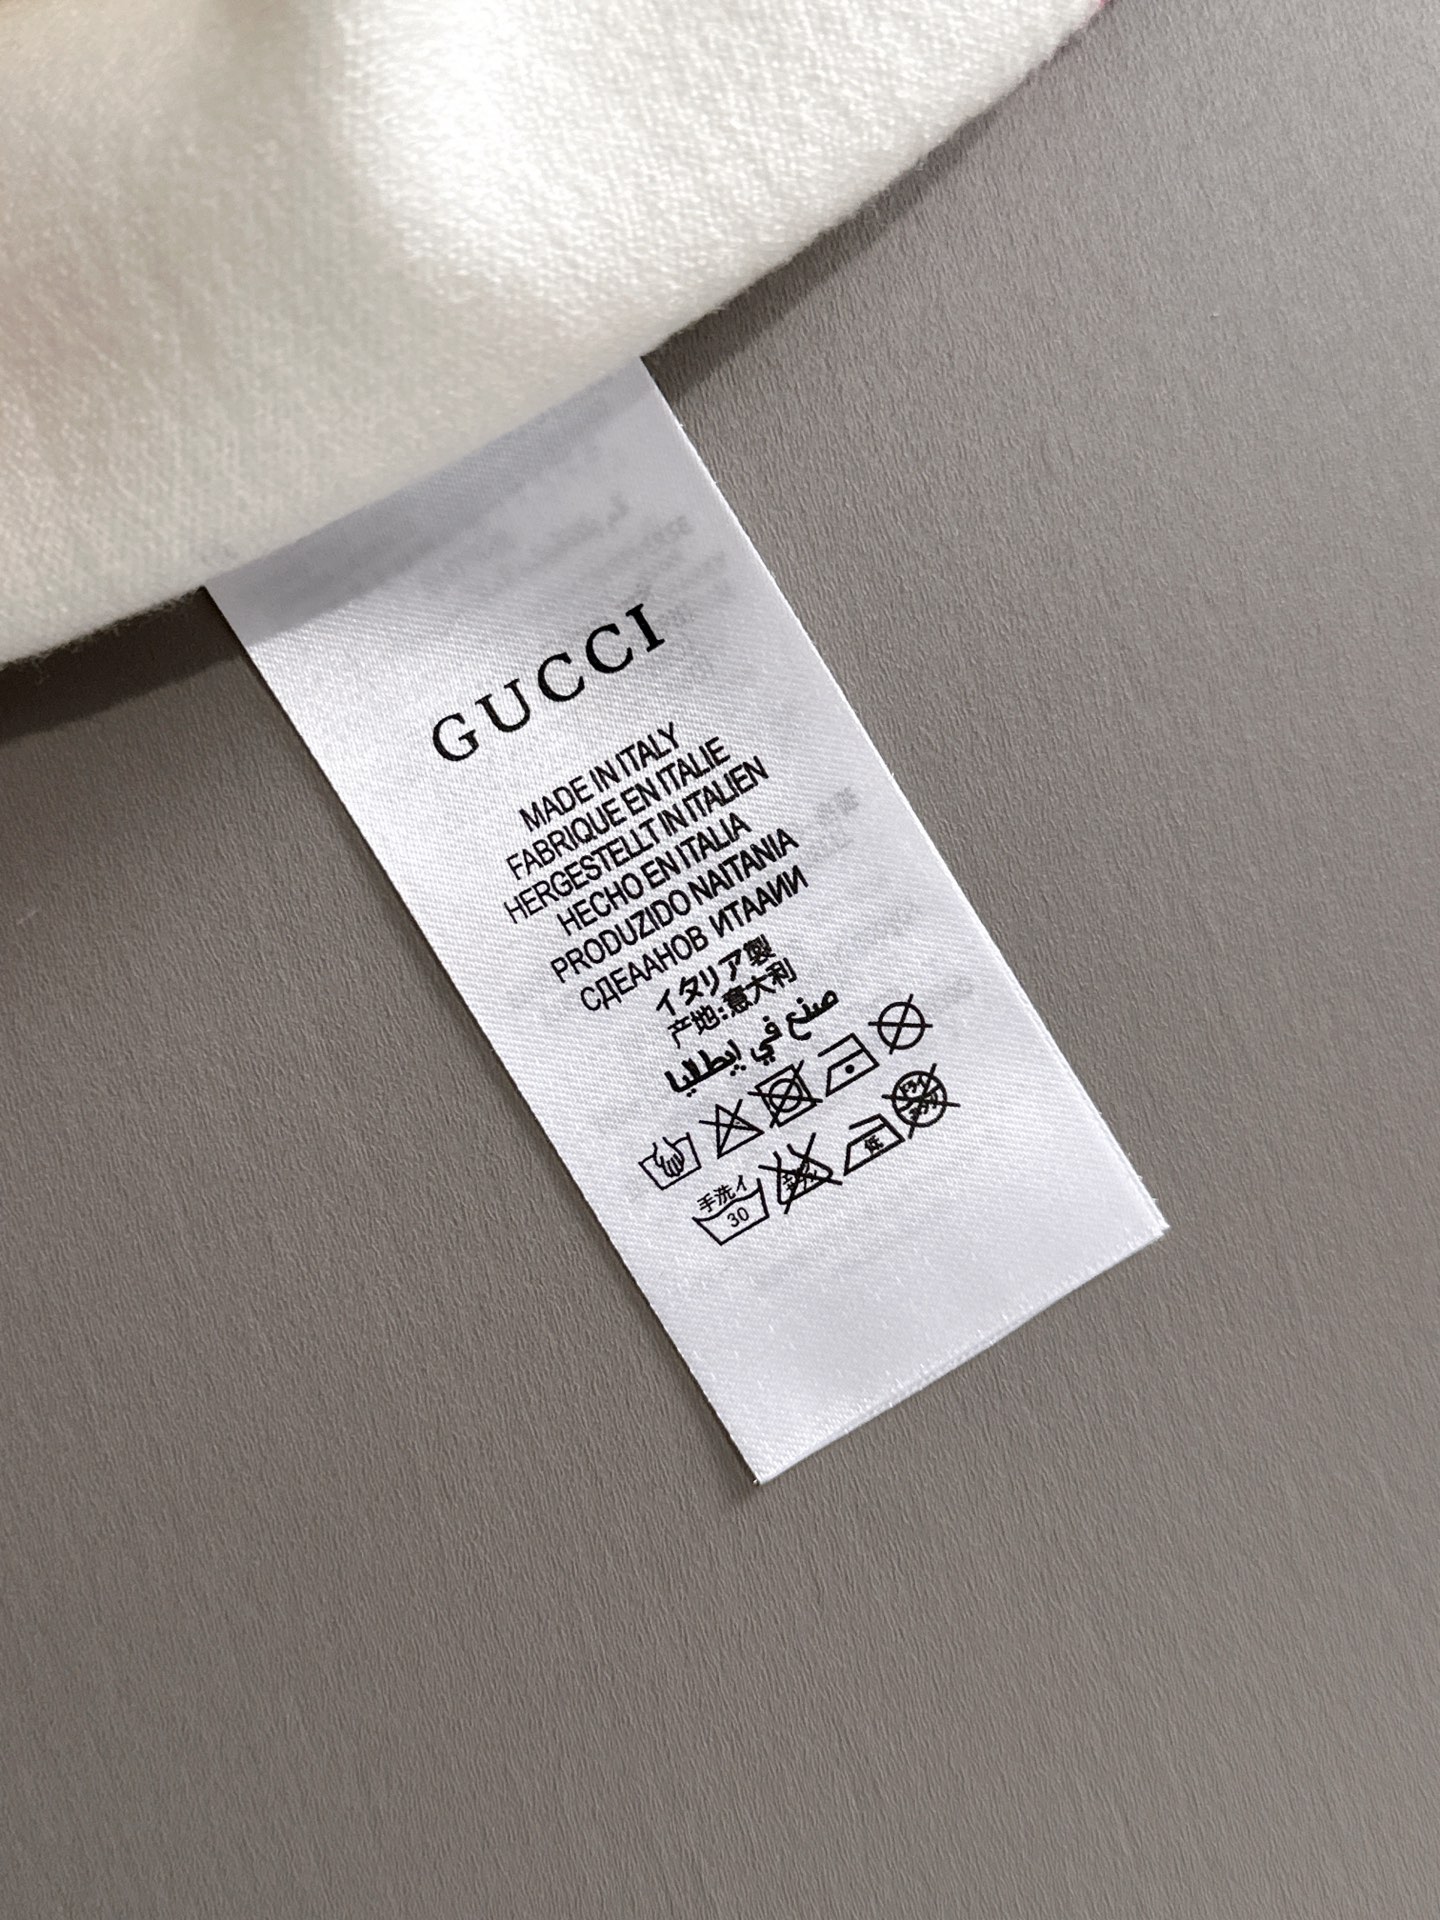 GUCCI
MADE IN ITALY
FABRIQUE EN ITALIE
HERGESTELLT IN ITALIEN
HECHO EN ITALIA
PRODUZIDO NAITANIA
СДЕААНОВ ИТААИИ
イタリア製
产地:意大利
صنع في إيطاليا
手洗イ
30
低